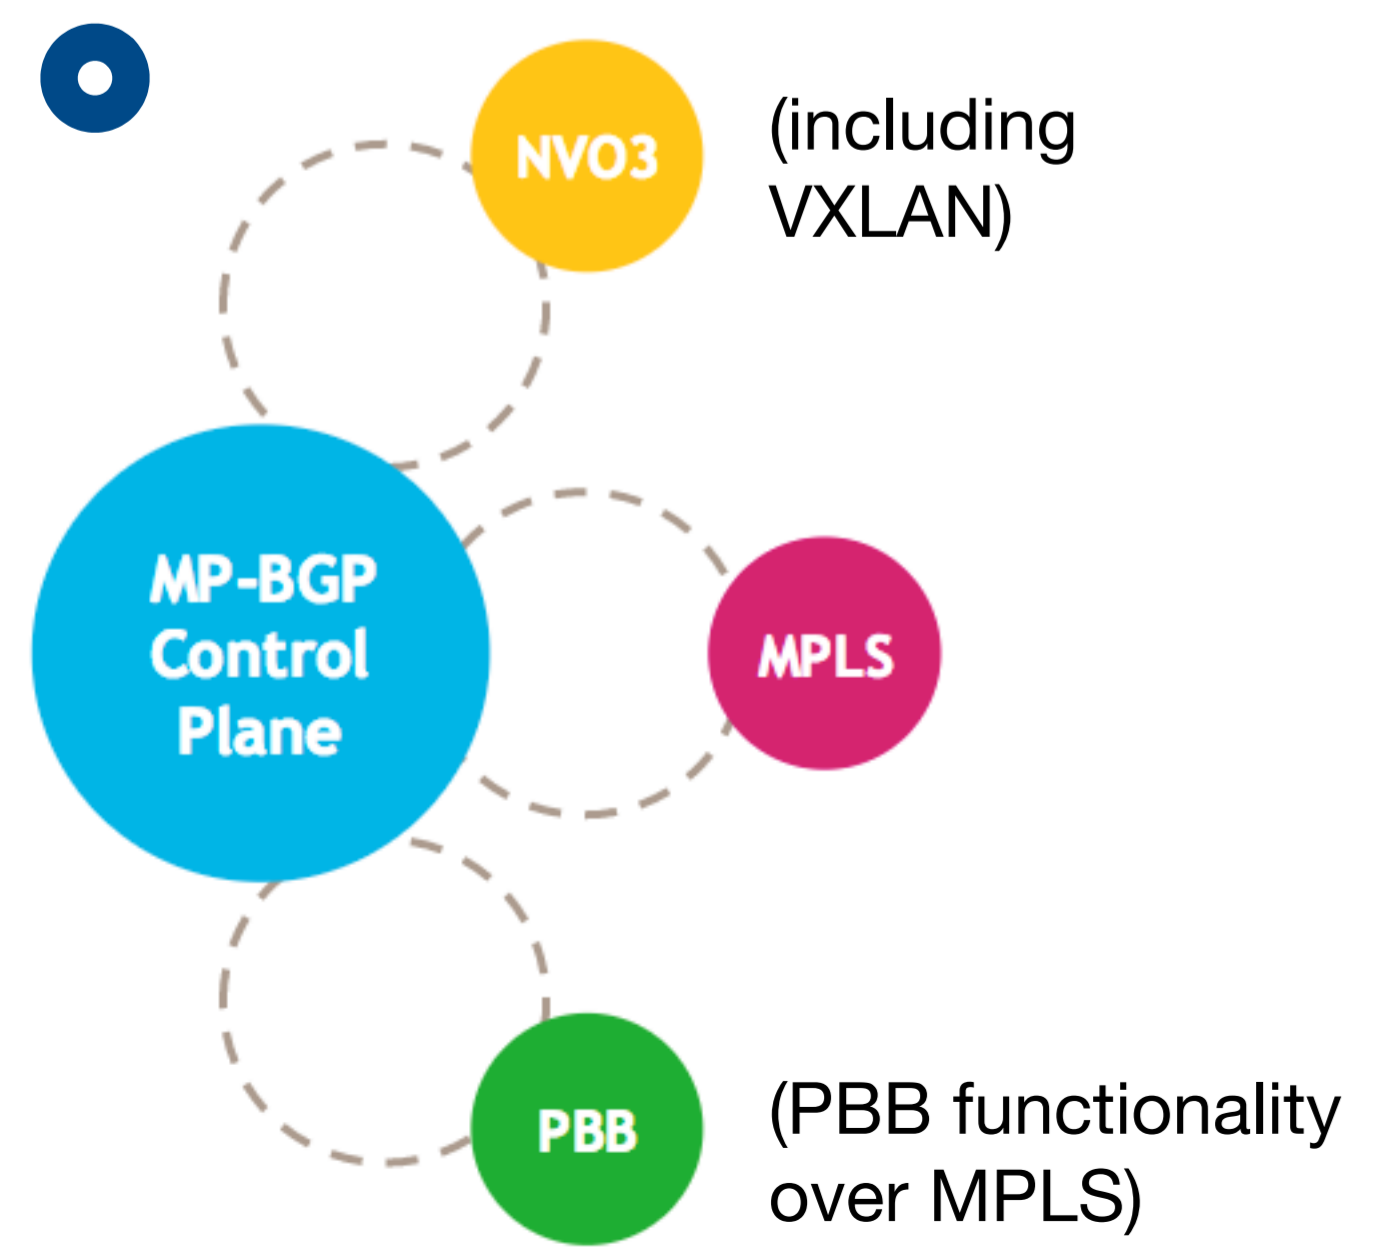 NVO3
(including
VXLAN)
MP-BGP
Control
Plane
MPLS
PBB
(PBB functionality
over MPLS)